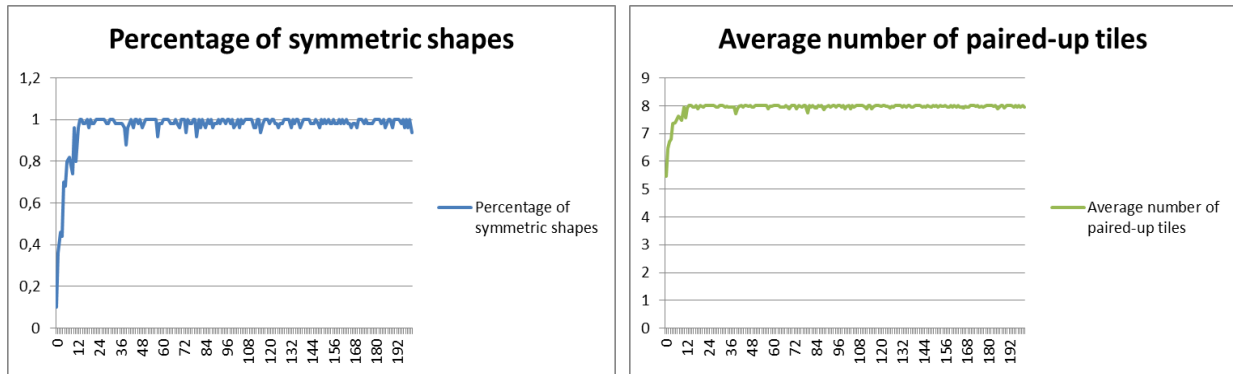 Percentage of symmetric shapes
1,2
1
0,8
0,6
0,4
0,2
0
0 12 24 36 48 60 72 84 96 108 120 132 144 156 168 180 192
Percentage of
symmetric shapes
Average number of paired-up tiles
9
8
7
6
5
4
3
2
1
0
0 12 24 36 48 60 72 84 96 108 120 132 144 156 168 180 192
Average number of
paired-up tiles